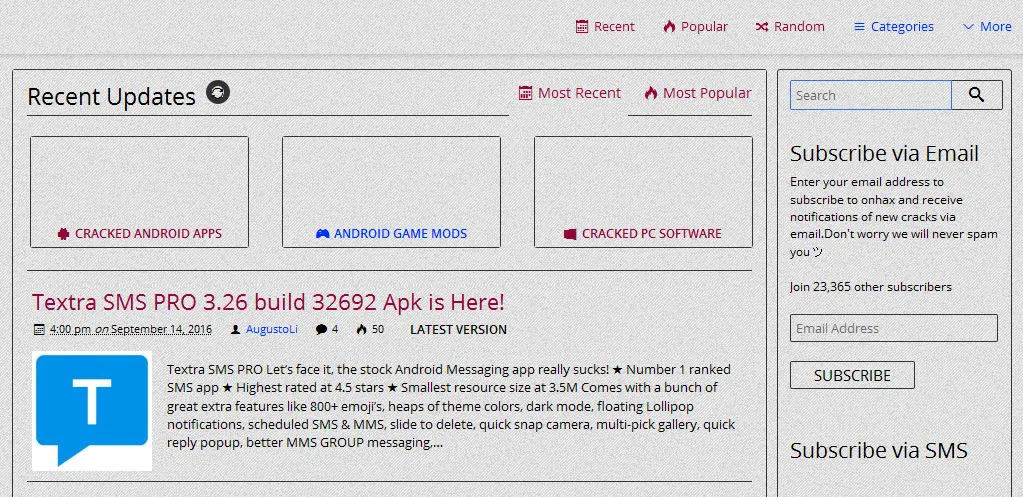 Recent
Popular
Random
Categories
More
Recent Updates
Most Recent
Most Popular
CRACKED ANDROID APPS
ANDROID GAME MODS
CRACKED PC SOFTWARE
Textra SMS PRO 3.26 build 32692 Apk is Here!
4:00 pm on September 14, 2016 AugustoLi 4 50 LATEST VERSION
T
Textra SMS PRO Let's face it, the stock Android Messaging app really sucks! ★ Number 1 ranked
SMS app ★ Highest rated at 4.5 stars ★ Smallest resource size at 3.5M Comes with a bunch of
great extra features like 800+ emoji's, heaps of theme colors, dark mode, floating Lollipop
notifications, scheduled SMS & MMS, slide to delete, quick snap camera, multi-pick gallery, quick
reply popup, better MMS GROUP messaging,...
Search
Subscribe via Email
Enter your email address to
subscribe to onhax and receive
notifications of new cracks via
email.Don't worry we will never spam
you ツ
Join 23,365 other subscribers
Email Address
SUBSCRIBE
Subscribe via SMS